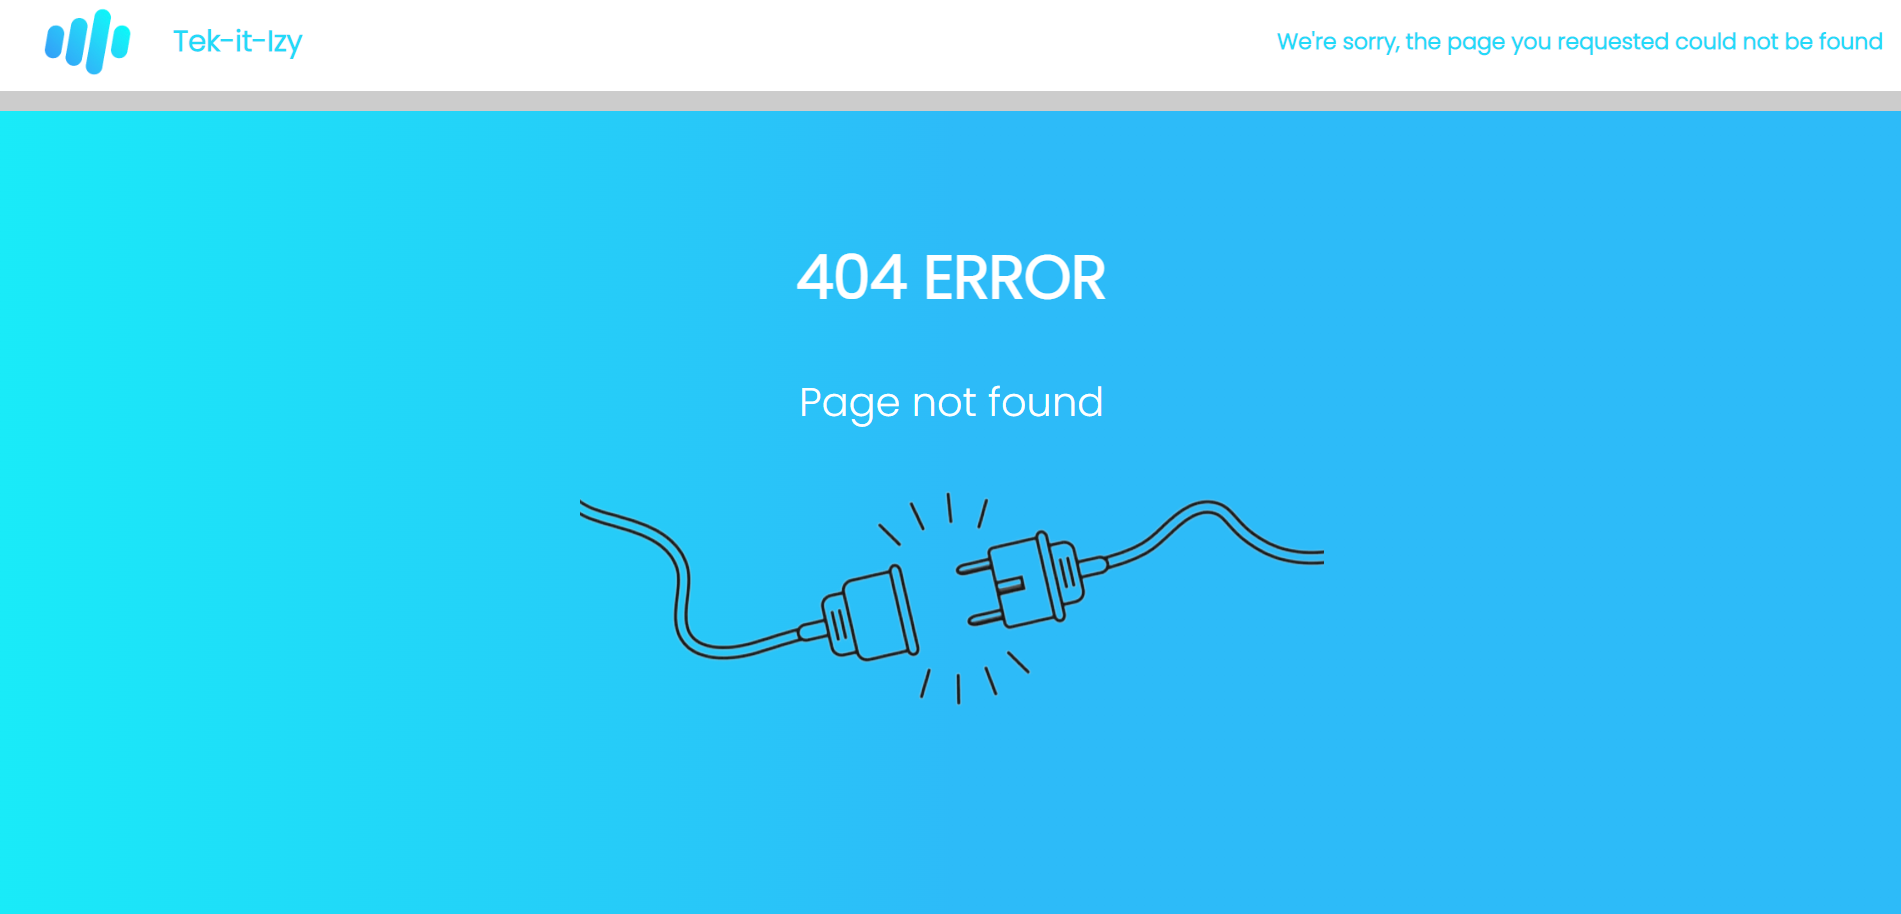 Tek-it-Izy
We're sorry, the page you requested could not be found
404 ERROR
Page not found